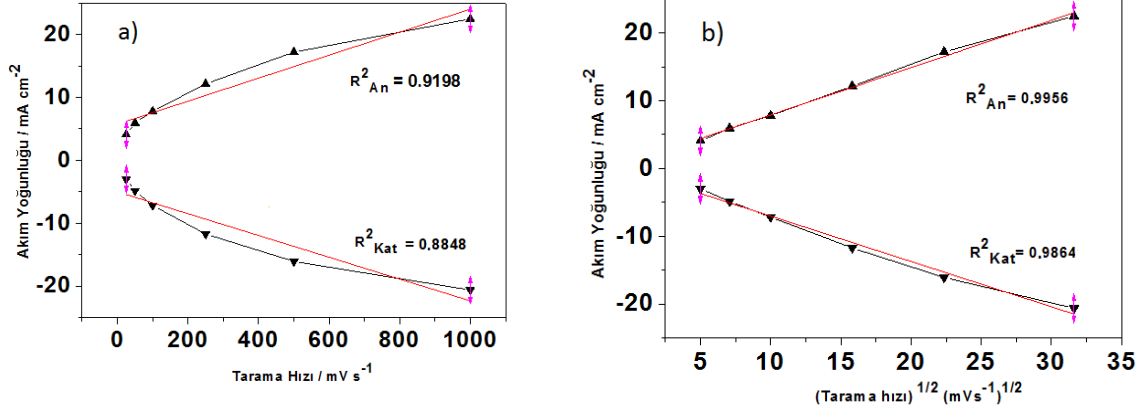 a)
20
10
0
-10
-20
Akım Yoğunluğu / mA cm⁻²
R²An = 0.9198
R²Kat = 0,8848
0 200 400 600 800 1000
Tarama Hızı / mV s⁻¹
b)
20
10
0
-10
-20
Akım Yoğunluğu / mA cm⁻²
R²An = 0,9956
R²Kat= 0,9864
5 10 15 20 25 30 35
(Tarama hızı) ¹/² (mVs⁻¹)¹/²